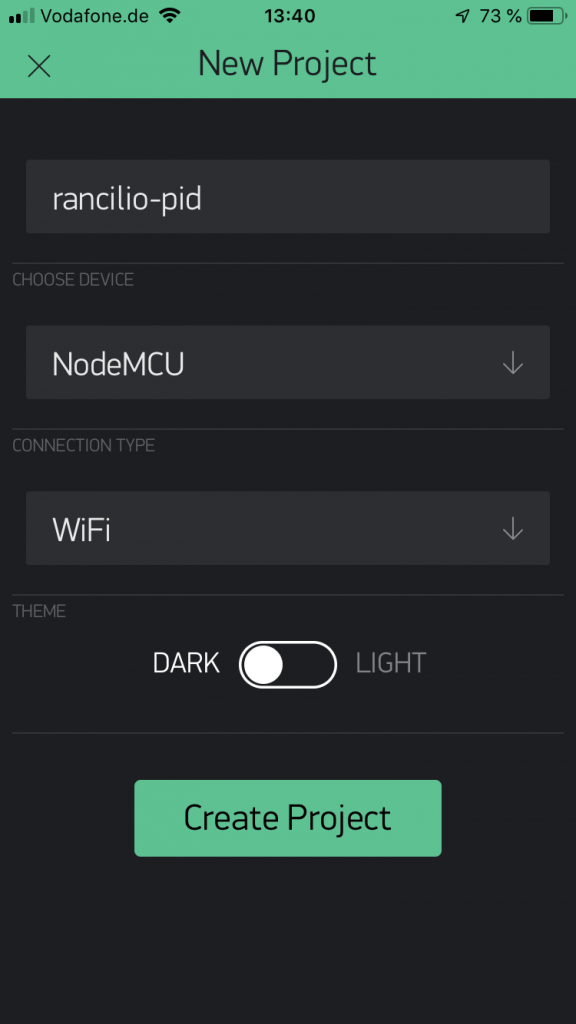 Vodafone.de 13:40 73 %
New Project
rancilio-pid
CHOOSE DEVICE
NodeMCU
CONNECTION TYPE
WiFi
THEME
DARK LIGHT
Create Project